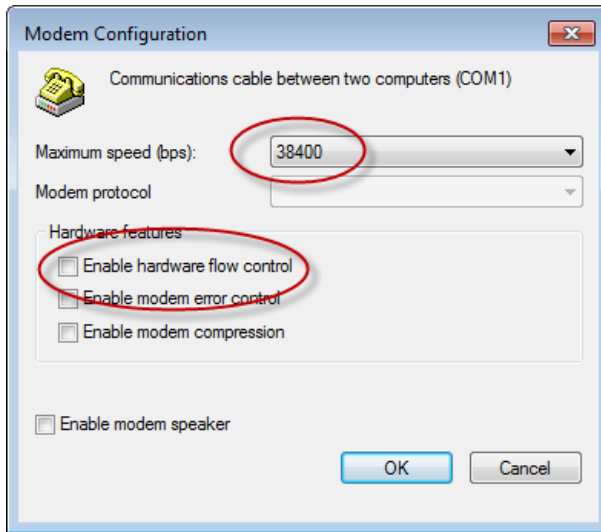 Modem Configuration
Communications cable between two computers (COM1)
Maximum speed (bps):
38400
Modem protocol
Hardware features
Enable hardware flow control
Enable modem error control
Enable modem compression
Enable modem speaker
OK
Cancel